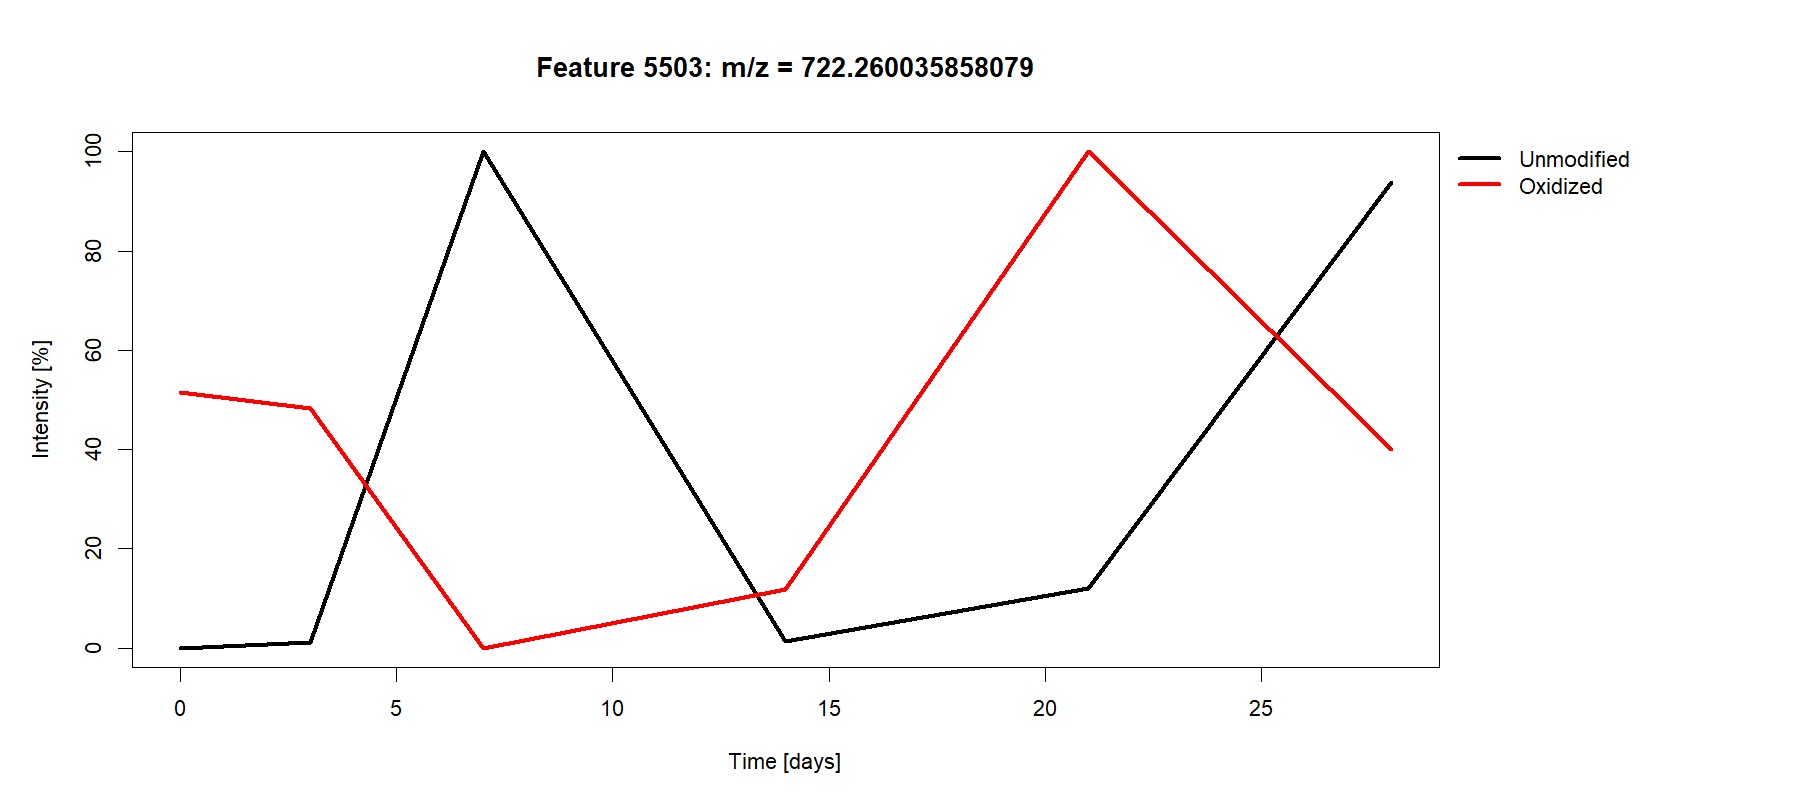 Feature 5503: m/z = 722.260035858079
Unmodified
Oxidized
Intensity [%]
100
80
60
40
20
0
0 5 10 15 20 25
Time [days]